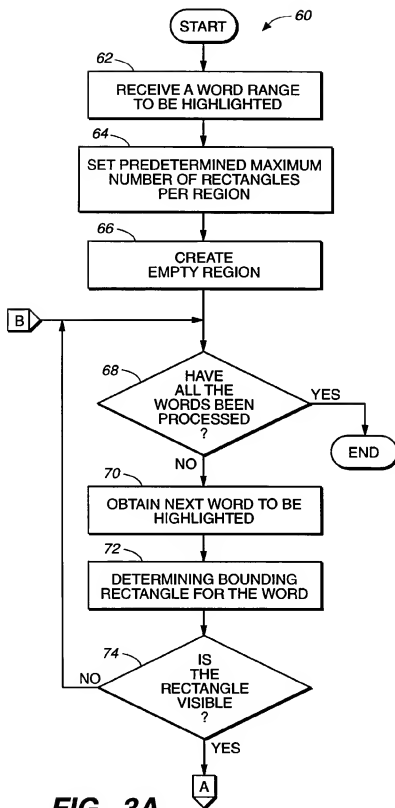 START
60
62
RECEIVE A WORD RANGE
TO BE HIGHLIGHTED
64
SET PREDETERMINED MAXIMUM
NUMBER OF RECTANGLES
PER REGION
66
CREATE
EMPTY REGION
B
68
HAVE
ALL THE
WORDS BEEN
PROCESSED
?
YES
END
NO
70
OBTAIN NEXT WORD TO BE
HIGHLIGHTED
72
DETERMINING BOUNDING
RECTANGLE FOR THE WORD
74
IS
THE
RECTANGLE
VISIBLE
?
NO
YES
A
FIG. 3A